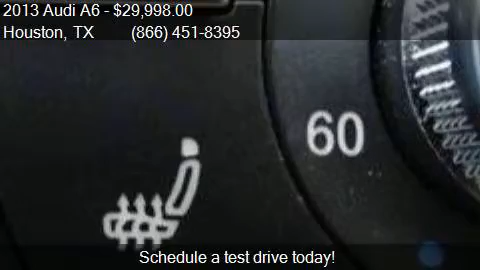 2013 Audi A6 - $29,998.00
Houston, TX (866) 451-8395
60
Schedule a test drive today!